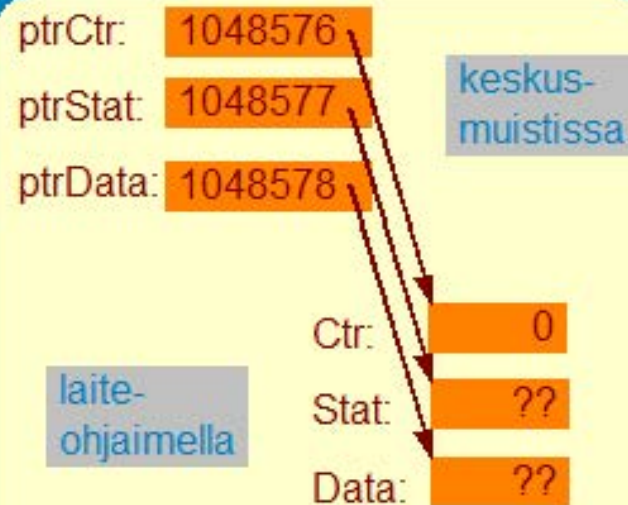 ptrCtr: 1048576
keskus-
muistissa
ptrStat: 1048577
ptrData: 1048578
Ctr: 0
laite-
ohjaimella
Stat: ??
Data: ??